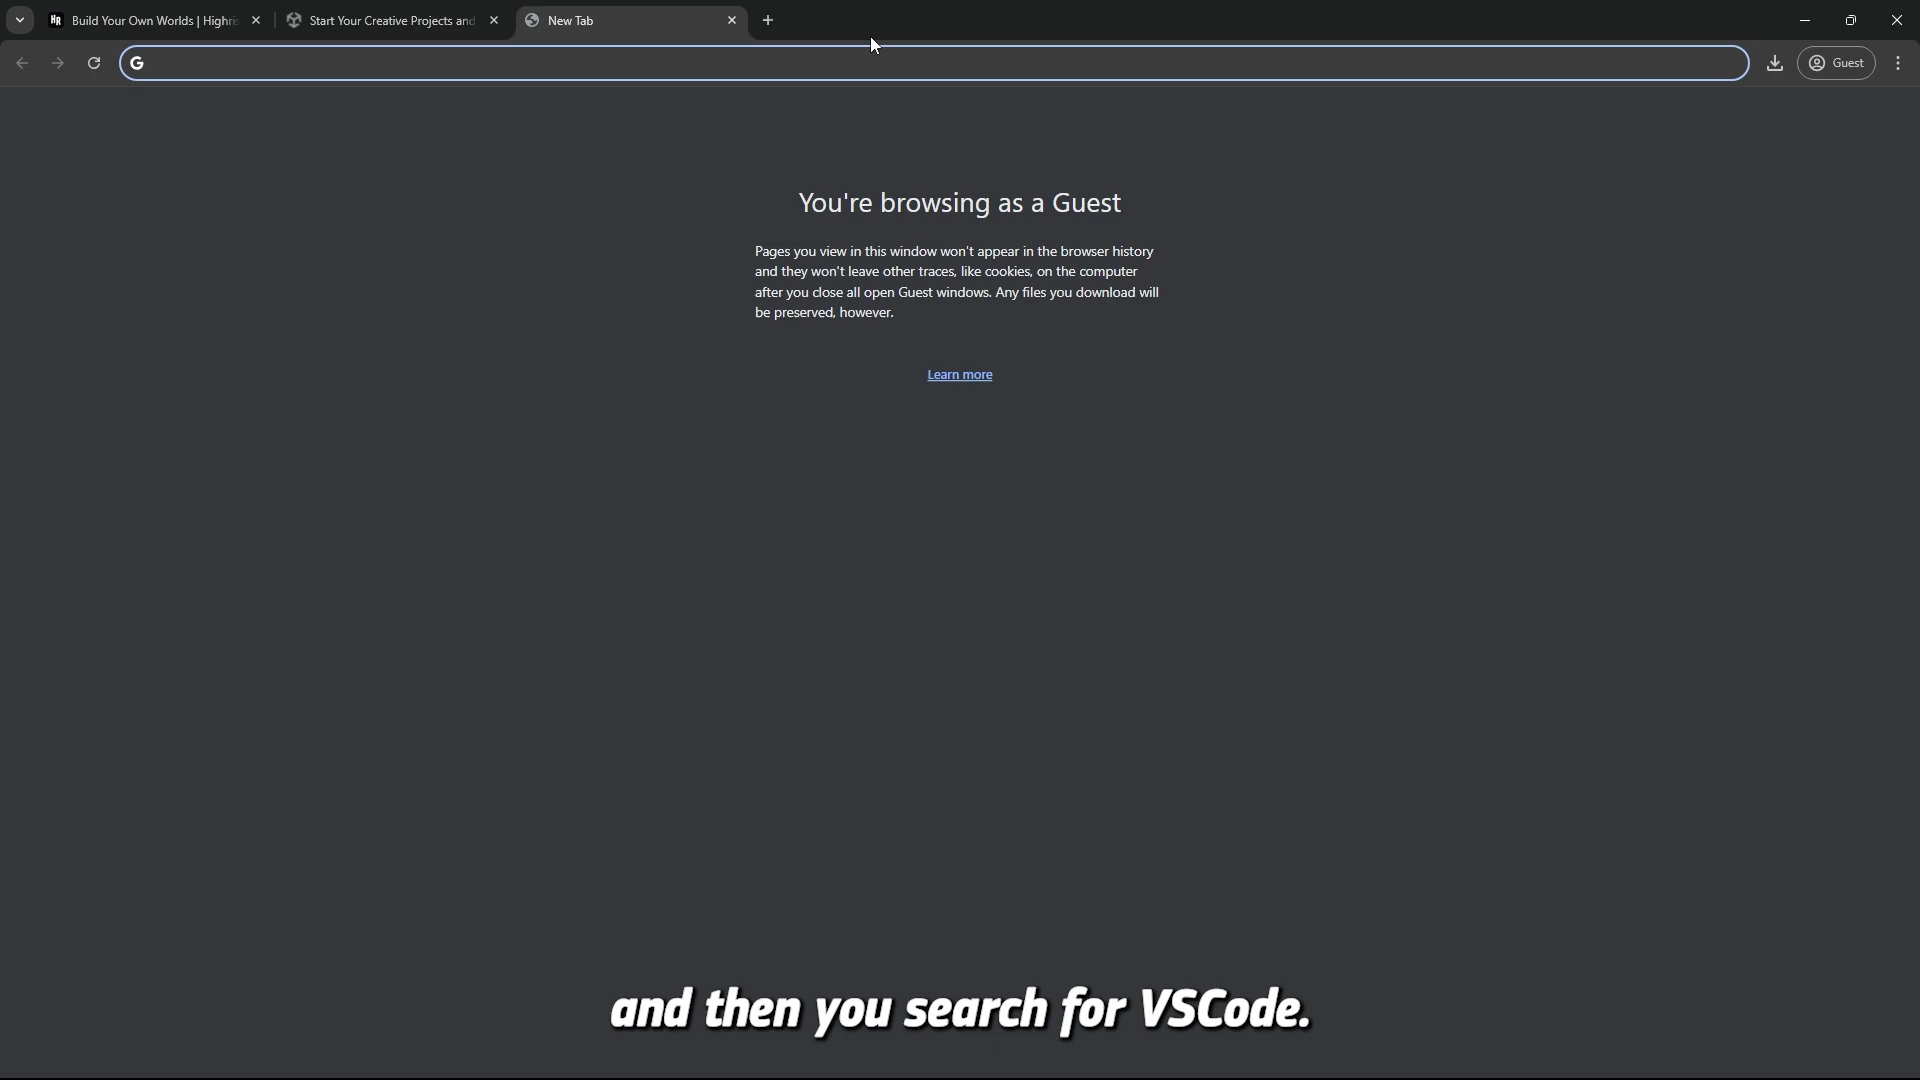 HR
Build Your Own Worlds | Highri
Start Your Creative Projects and
New Tab
G
Guest
You're browsing as a Guest
Pages you view in this window won't appear in the browser history
and they won't leave other traces, like cookies, on the computer
after you close all open Guest windows. Any files you download will
be preserved, however.
Learn more
and then you search for VSCode.